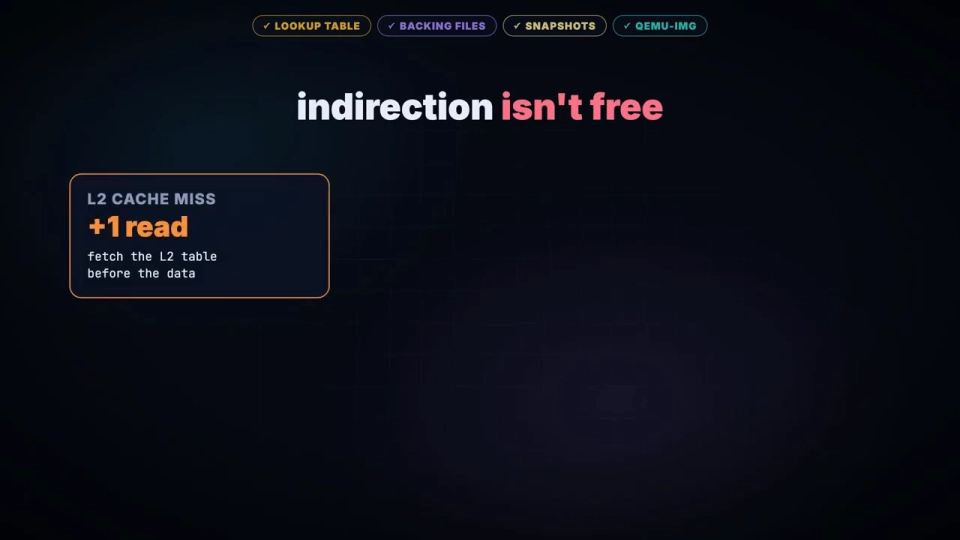 ✓ LOOKUP TABLE ✓ BACKING FILES ✓ SNAPSHOTS ✓ QEMU-IMG
indirection isn't free
L2 CACHE MISS
+1 read
fetch the L2 table
before the data